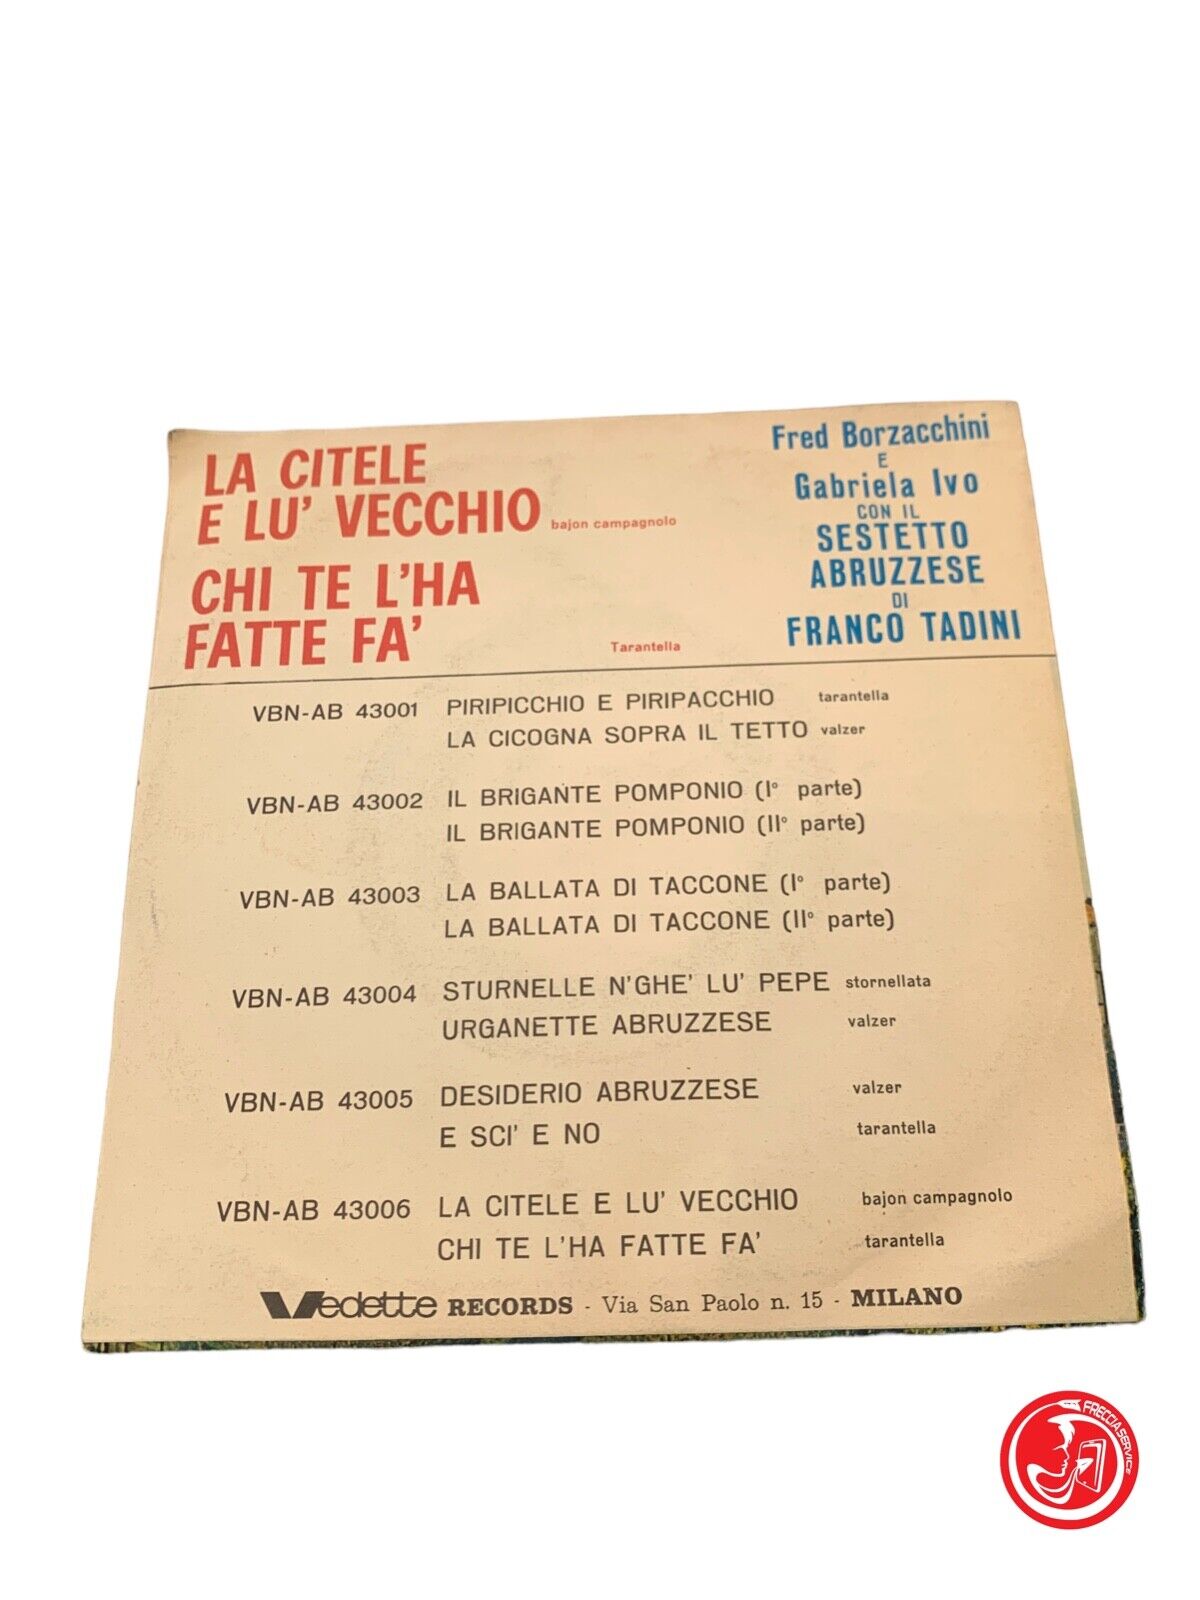 LA CITELE
E LU' VECCHIO bajon campagnolo
CHI TE L'HA
FATTE FA' Tarantella
Fred Borzacchini
E
Gabriela Ivo
CON IL
SESTETTO
ABRUZZESE
DI
FRANCO TADINI
VBN-AB 43001 PIRIPICCHIO E PIRIPACCHIO tarantella
LA CICOGNA SOPRA IL TETTO valzer
VBN-AB 43002 IL BRIGANTE POMPONIO (I° parte)
IL BRIGANTE POMPONIO (II° parte)
VBN-AB 43003 LA BALLATA DI TACCONE (I° parte)
LA BALLATA DI TACCONE (II° parte)
VBN-AB 43004 STURNELLE N'GHE' LU' PEPE stornellata
URGANETTE ABRUZZESE valzer
VBN-AB 43005 DESIDERIO ABRUZZESE valzer
E SCI' E NO tarantella
VBN-AB 43006 LA CITELE E LU' VECCHIO bajon campagnolo
CHI TE L'HA FATTE FA' tarantella
Vedette RECORDS - Via San Paolo n. 15 - MILANO
FRECCIA SERVICE